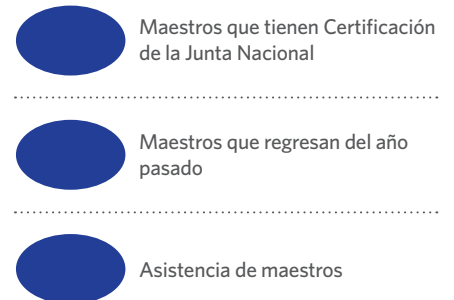 Maestros que tienen Certificación
de la Junta Nacional
Maestros que regresan del año
pasado
Asistencia de maestros